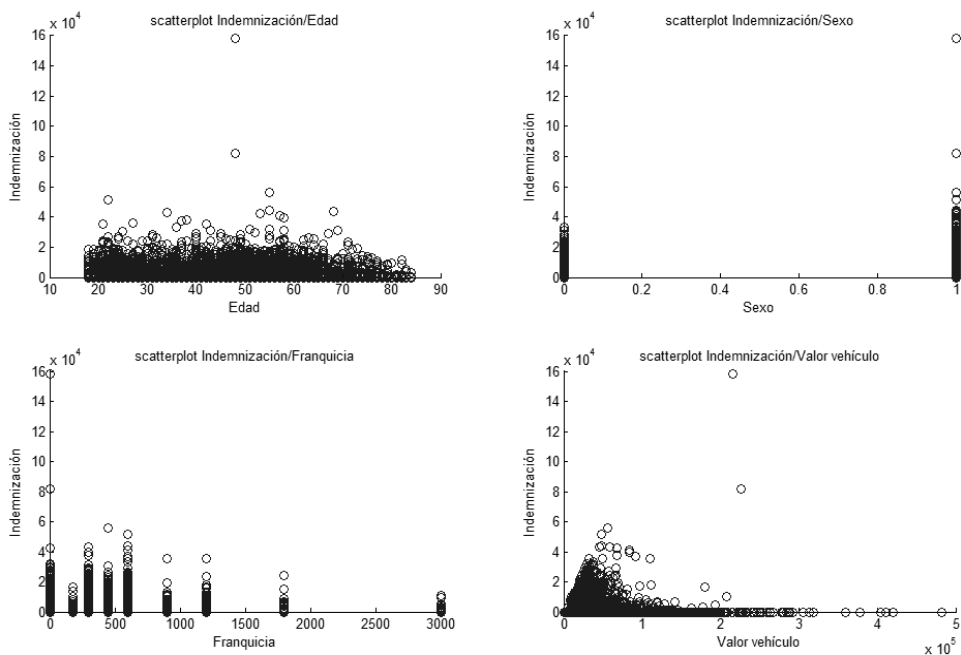 scatterplot Indemnización/Edad
x 10^4
16
14
12
10
8
6
4
2
0
Indemnización
10 20 30 40 50 60 70 80 90
Edad
scatterplot Indemnización/Sexo
x 10^4
16
14
12
10
8
6
4
2
0
Indemnización
0 0.2 0.4 0.6 0.8 1
Sexo
scatterplot Indemnización/Franquicia
x 10^4
16
14
12
10
8
6
4
2
0
Indemnización
0 500 1000 1500 2000 2500 3000
Franquicia
scatterplot Indemnización/Valor vehículo
x 10^4
16
14
12
10
8
6
4
2
0
Indemnización
0 1 2 3 4 5
Valor vehículo
x 10^5